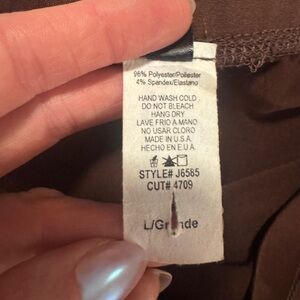 96% Polyester/Poliester
4% Spandex/Elastano
HAND WASH COLD
DO NOT BLEACH
HANG DRY
LAVE FRIO A MANO
NO USAR CLORO
MADE IN U.S.A.
HECHO EN E.U.A.
STYLE# J6585
CUT# 4709
L/Grande